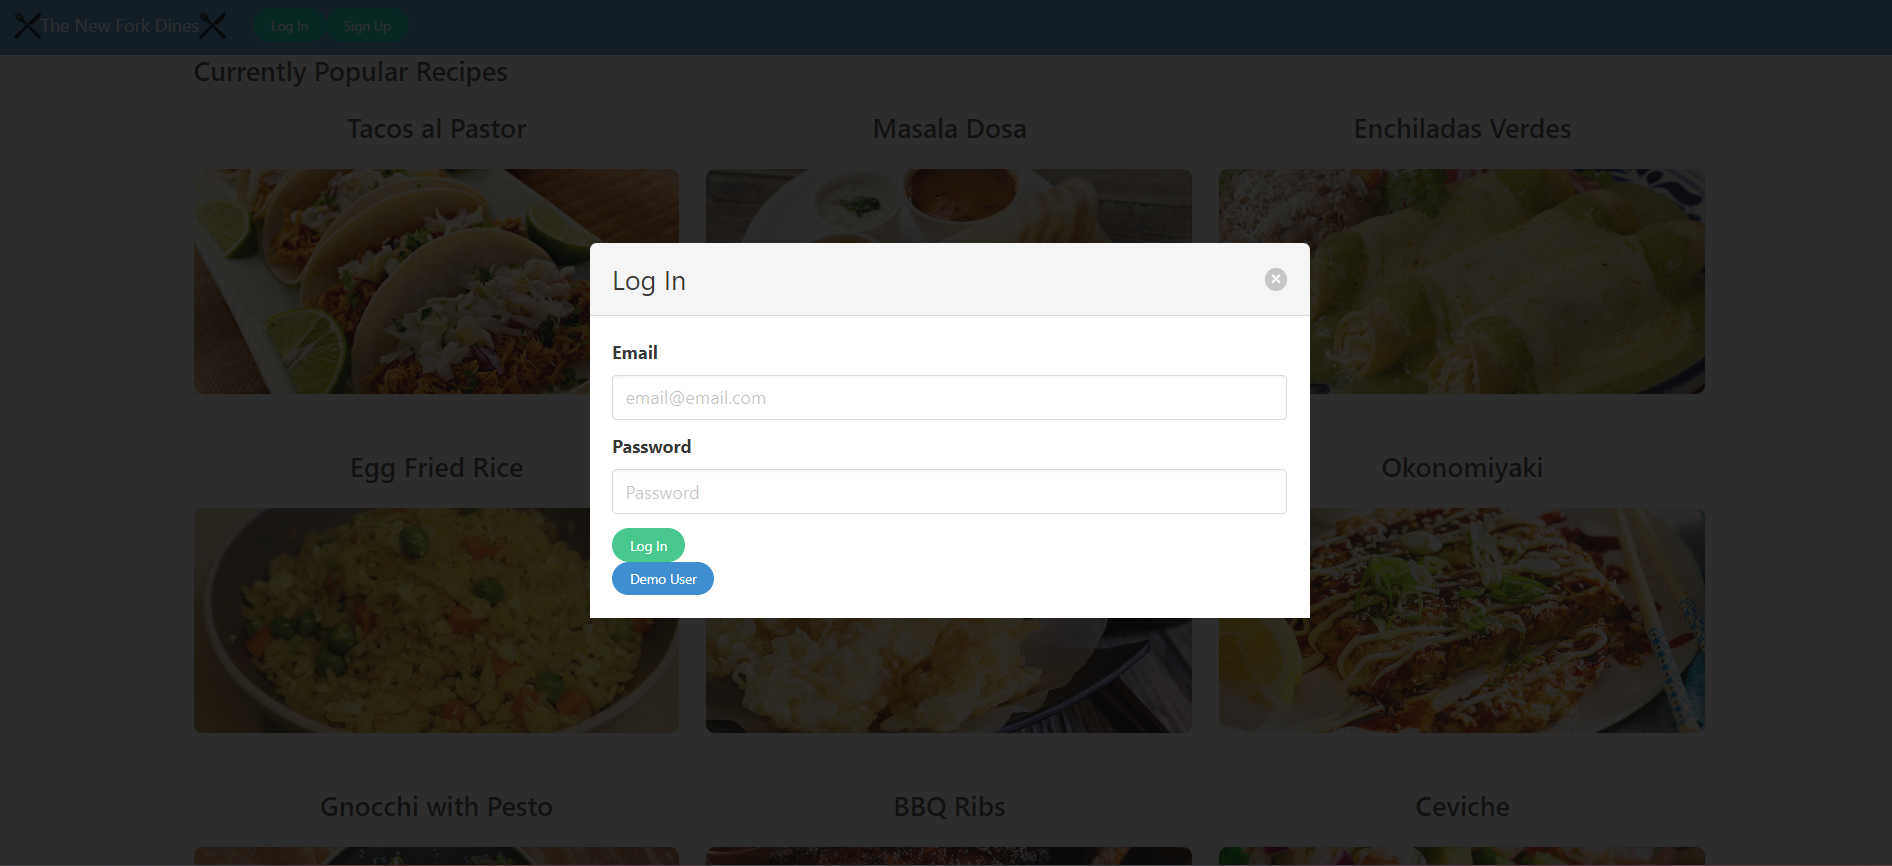 The New Fork Dines
Log In
Sign Up
Currently Popular Recipes
Tacos al Pastor
Masala Dosa
Enchiladas Verdes
Log In
Email
email@email.com
Password
Password
Log In
Demo User
Egg Fried Rice
Okonomiyaki
Gnocchi with Pesto
BBQ Ribs
Ceviche